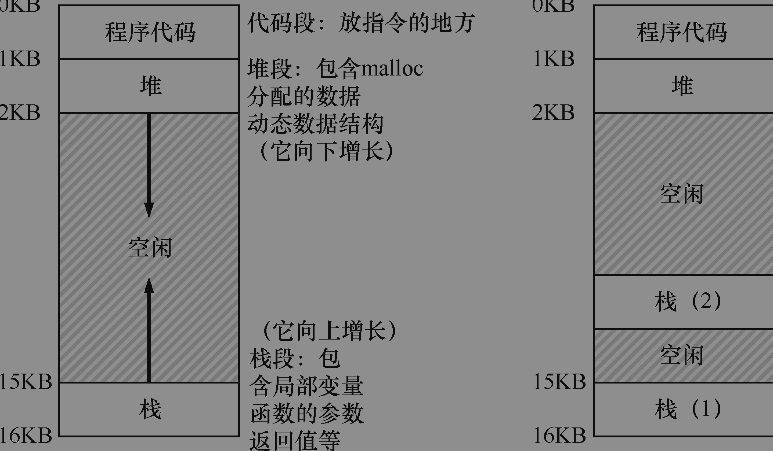 0KB
程序代码
代码段：放指令的地方
1KB
堆
堆段：包含malloc
分配的数据
动态数据结构
（它向下增长）
2KB
空闲
（它向上增长）
栈段：包
含局部变量
函数的参数
返回值等
15KB
栈
16KB
0KB
程序代码
1KB
堆
2KB
空闲
栈（2）
空闲
15KB
栈（1）
16KB